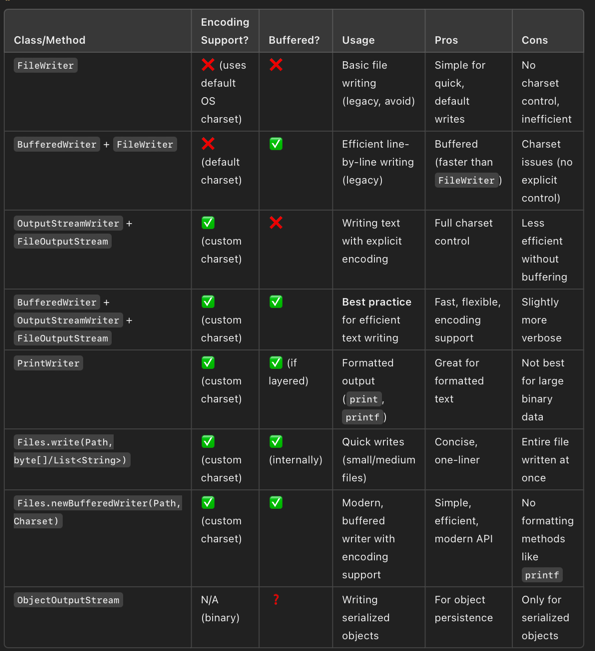 Class/Method Encoding Support? Buffered? Usage Pros Cons
FileWriter ❌ (uses default OS charset) ❌ Basic file writing (legacy, avoid) Simple for quick, default writes No charset control, inefficient
BufferedWriter + FileWriter ❌ (default charset) ✅ Efficient line-by-line writing (legacy) Buffered (faster than FileWriter) Charset issues (no explicit control)
OutputStreamWriter + FileOutputStream ✅ (custom charset) ❌ Writing text with explicit encoding Full charset control Less efficient without buffering
BufferedWriter + OutputStreamWriter + FileOutputStream ✅ (custom charset) ✅ Best practice for efficient text writing Fast, flexible, encoding support Slightly more verbose
PrintWriter ✅ (custom charset) ✅ (if layered) Formatted output (print, printf) Great for formatted text Not best for large binary data
Files.write(Path, byte[]/List<String>) ✅ (custom charset) ✅ (internally) Quick writes (small/medium files) Concise, one-liner Entire file written at once
Files.newBufferedWriter(Path, Charset) ✅ (custom charset) ✅ Modern, buffered writer with encoding support Simple, efficient, modern API No formatting methods like printf
ObjectOutputStream N/A (binary) ❓ Writing serialized objects For object persistence Only for serialized objects